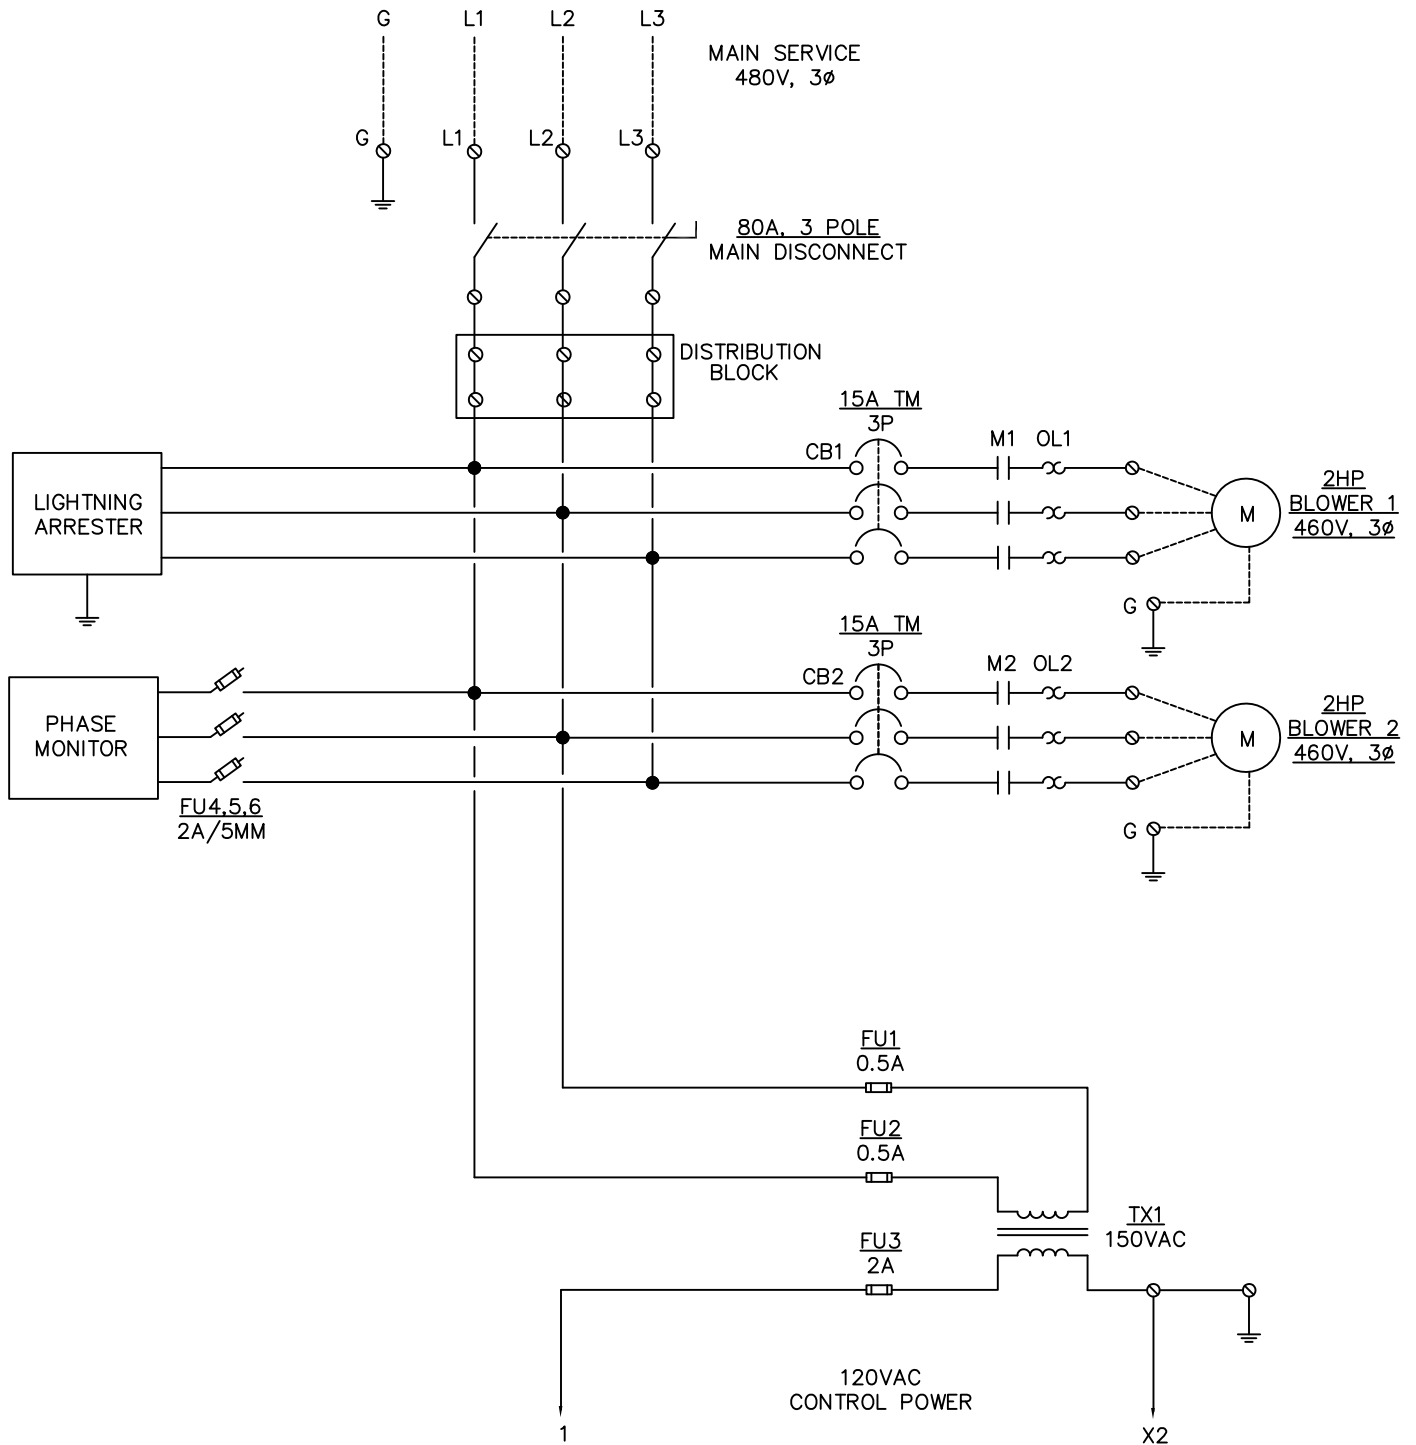 G L1 L2 L3
MAIN SERVICE
480V, 3ø
G L1 L2 L3
80A, 3 POLE
MAIN DISCONNECT
DISTRIBUTION
BLOCK
15A TM
3P
CB1 M1 OL1
LIGHTNING
ARRESTER
2HP
BLOWER 1
460V, 3ø
M
G
15A TM
3P
CB2 M2 OL2
PHASE
MONITOR
2HP
BLOWER 2
460V, 3ø
M
FU4,5,6
2A/5MM
G
FU1
0.5A
FU2
0.5A
TX1
150VAC
FU3
2A
120VAC
CONTROL POWER
1
X2